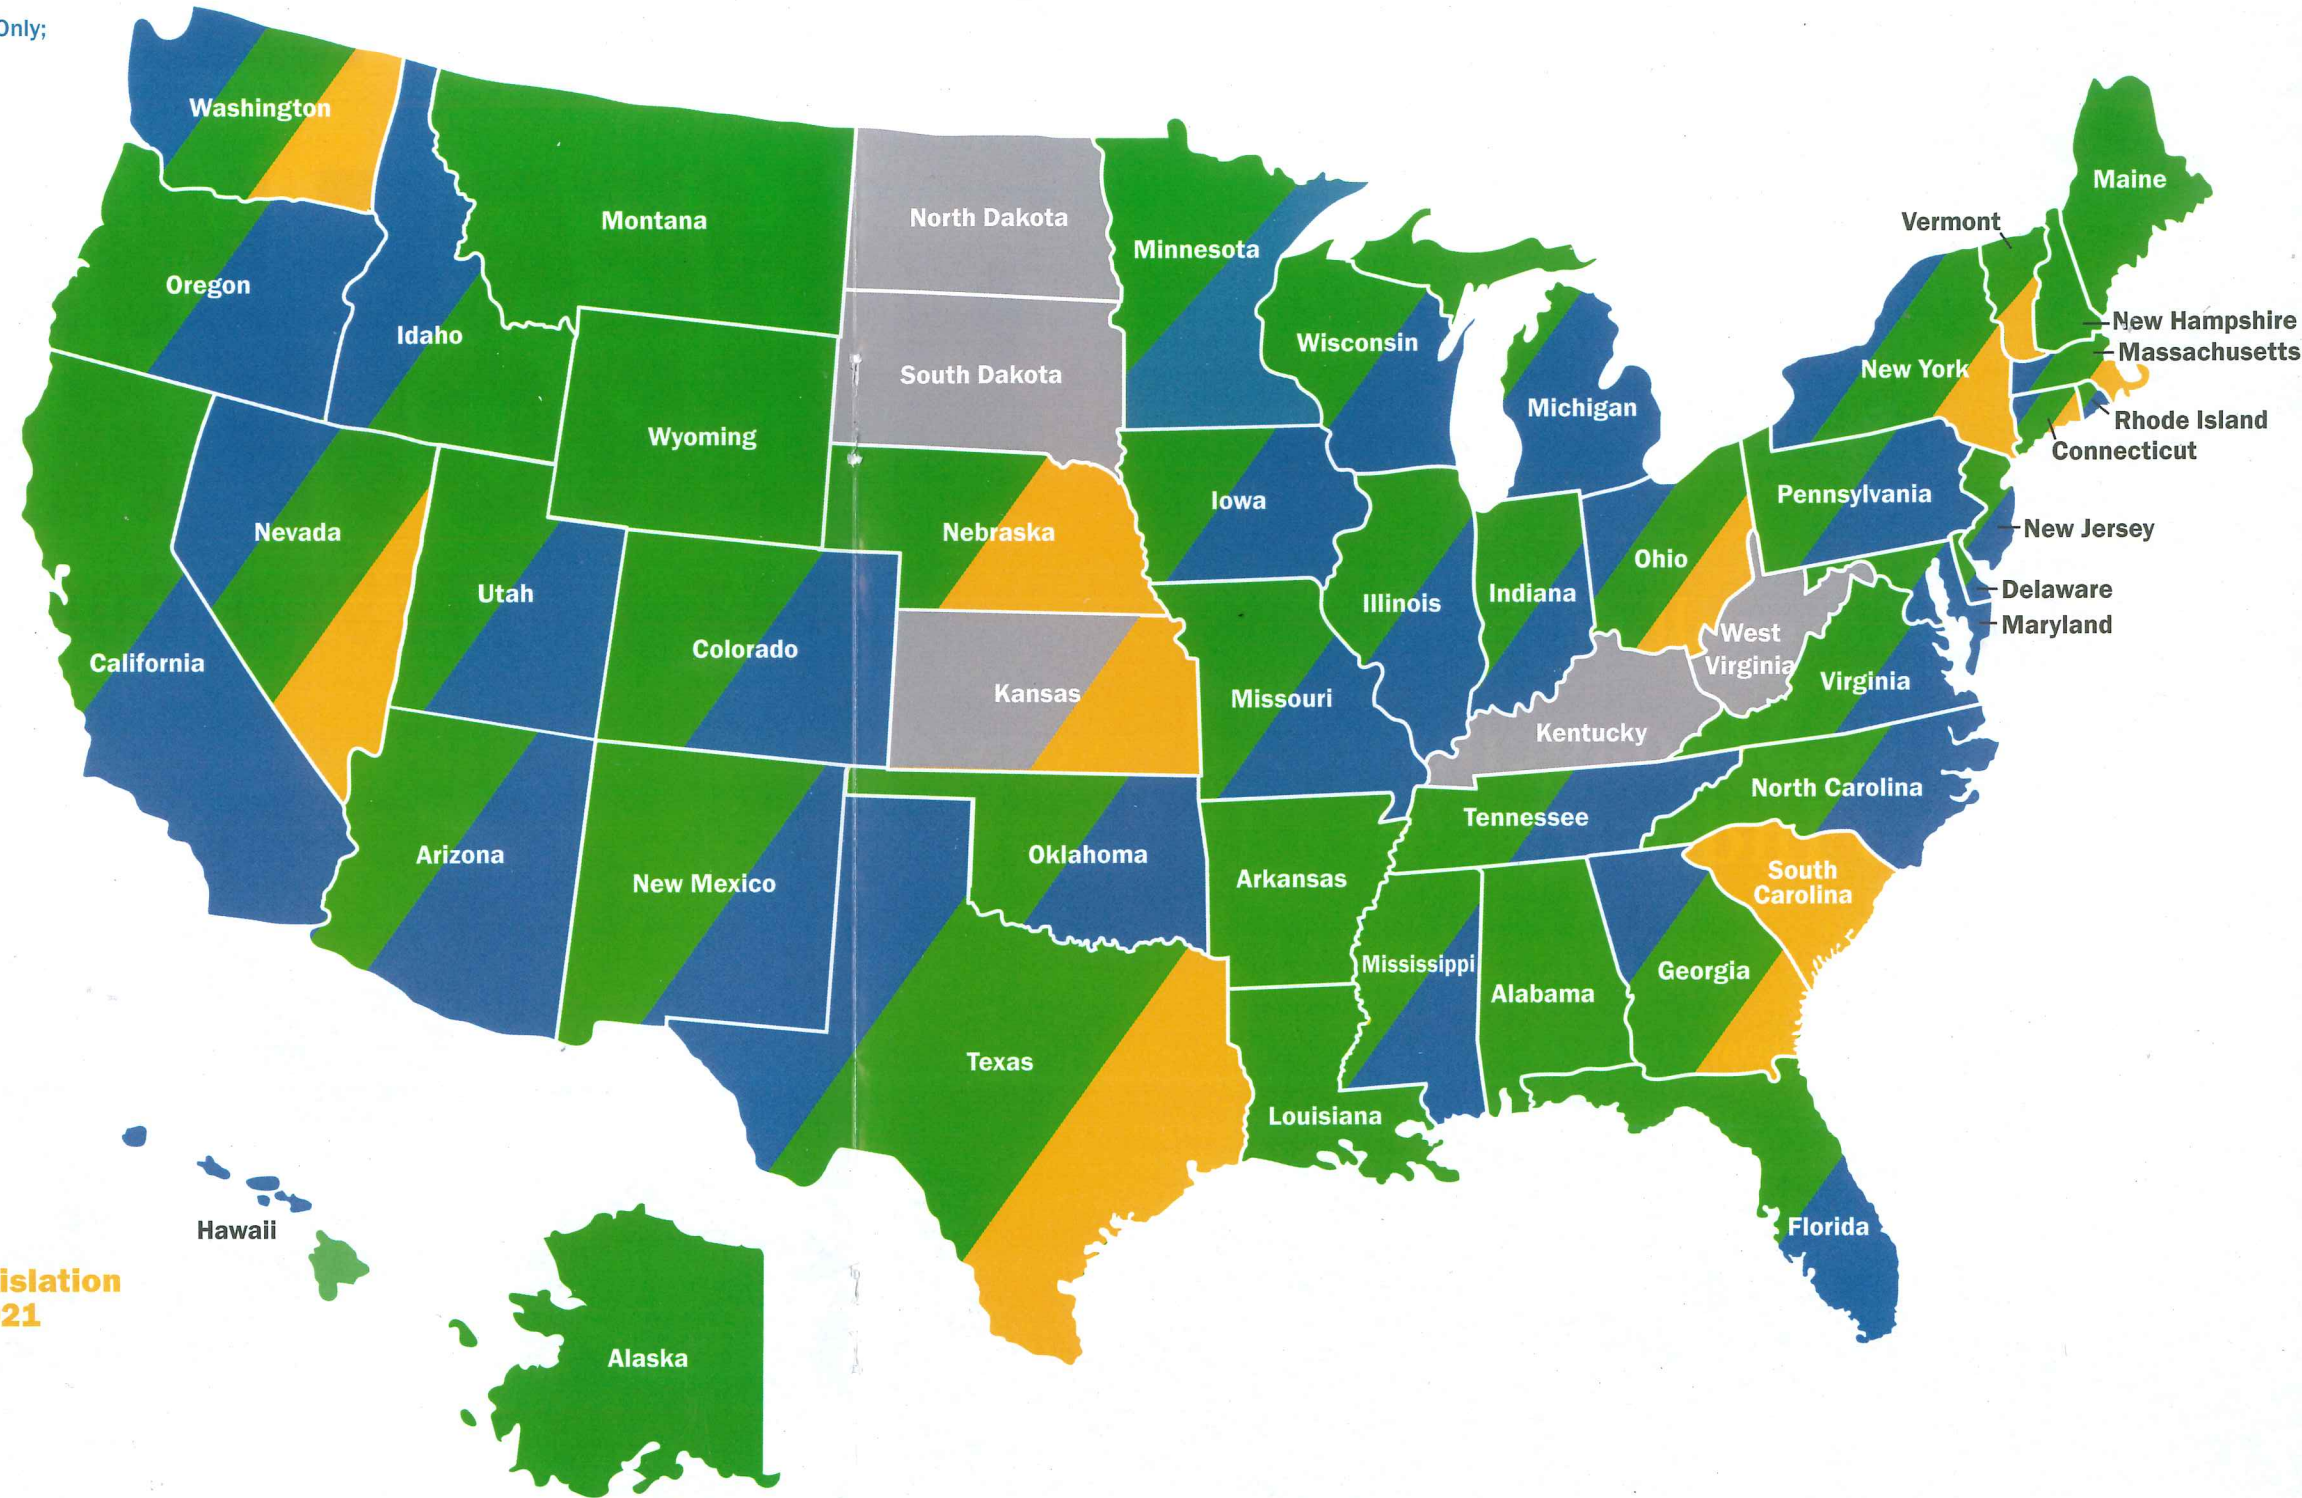 Only;
Washington
Maine
Montana
North Dakota
Vermont
Minnesota
Oregon
New Hampshire
Idaho
Wisconsin
Massachusetts
New York
South Dakota
Michigan
Rhode Island
Wyoming
Connecticut
Pennsylvania
Iowa
Nevada
Nebraska
New Jersey
Ohio
Utah
Illinois
Indiana
Delaware
Maryland
West
Virginia
Colorado
California
Kansas
Missouri
Virginia
Kentucky
North Carolina
Tennessee
Arizona
Oklahoma
New Mexico
Arkansas
South
Carolina
Mississippi
Georgia
Alabama
Texas
Louisiana
Hawaii
Florida
islation
21
Alaska